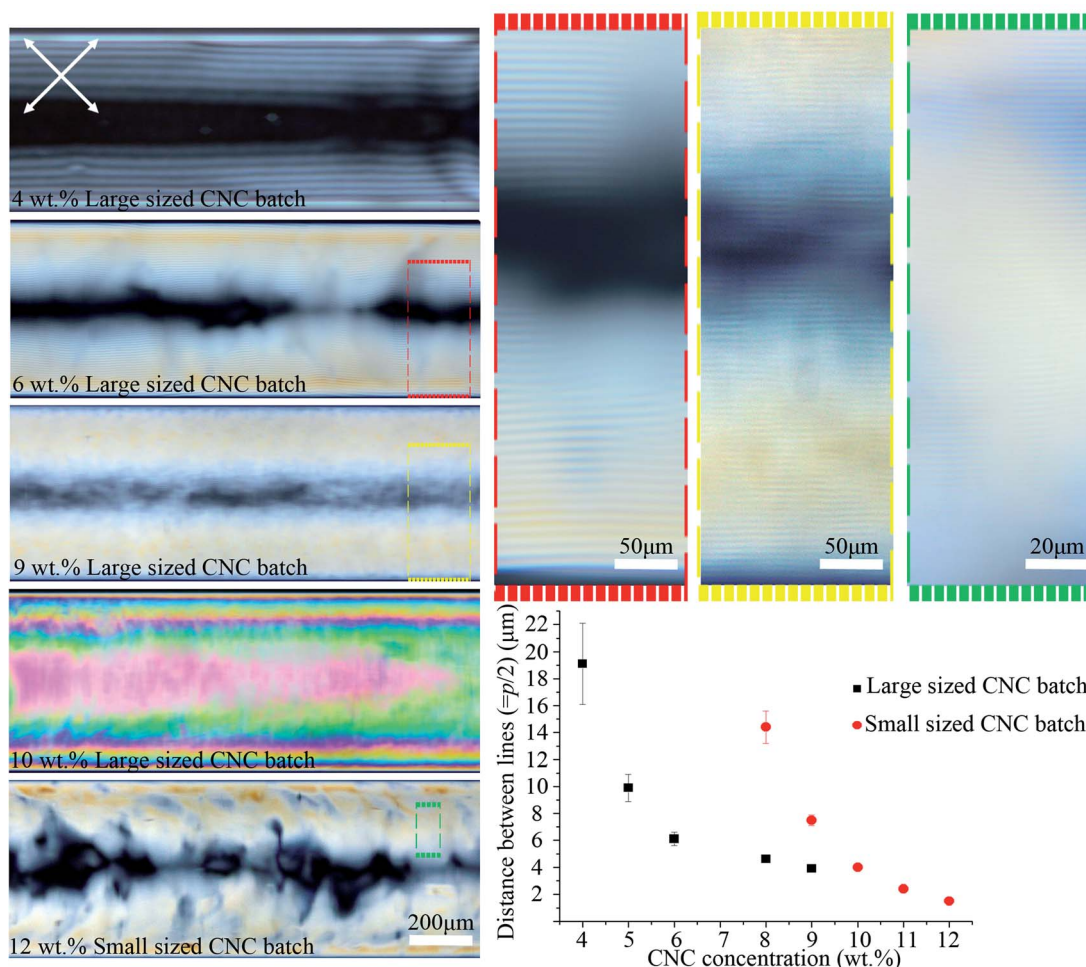 4 wt.% Large sized CNC batch
6 wt.% Large sized CNC batch
9 wt.% Large sized CNC batch
10 wt.% Large sized CNC batch
200μm
12 wt.% Small sized CNC batch
50μm
50μm
20μm
Distance between lines (=p/2) (μm)
22
20
18
16
14
12
10
8
6
4
2
Large sized CNC batch
Small sized CNC batch
4 5 6 8 9 10 11 12
CNC concentration (wt.%)